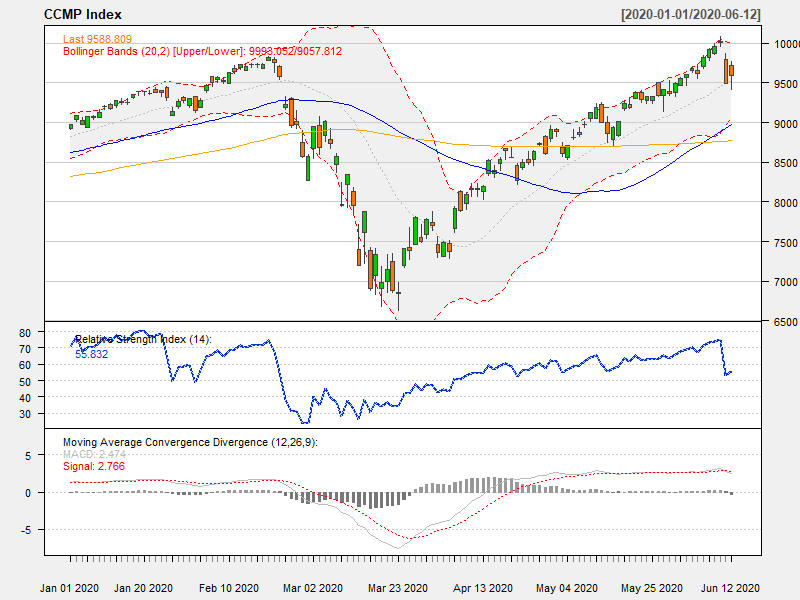 CCMP Index [2020-01-01/2020-06-12]
Last 9588.809
Bollinger Bands (20,2) [Upper/Lower]: 9993.052/9057.812
10000
9500
9000
8500
8000
7500
7000
6500
Relative Strength Index (14):
55.832
80
70
60
50
40
30
Moving Average Convergence Divergence (12,26,9):
MACD: 2.474
Signal: 2.766
5
0
-5
Jan 01 2020 Jan 20 2020 Feb 10 2020 Mar 02 2020 Mar 23 2020 Apr 13 2020 May 04 2020 May 25 2020 Jun 12 2020